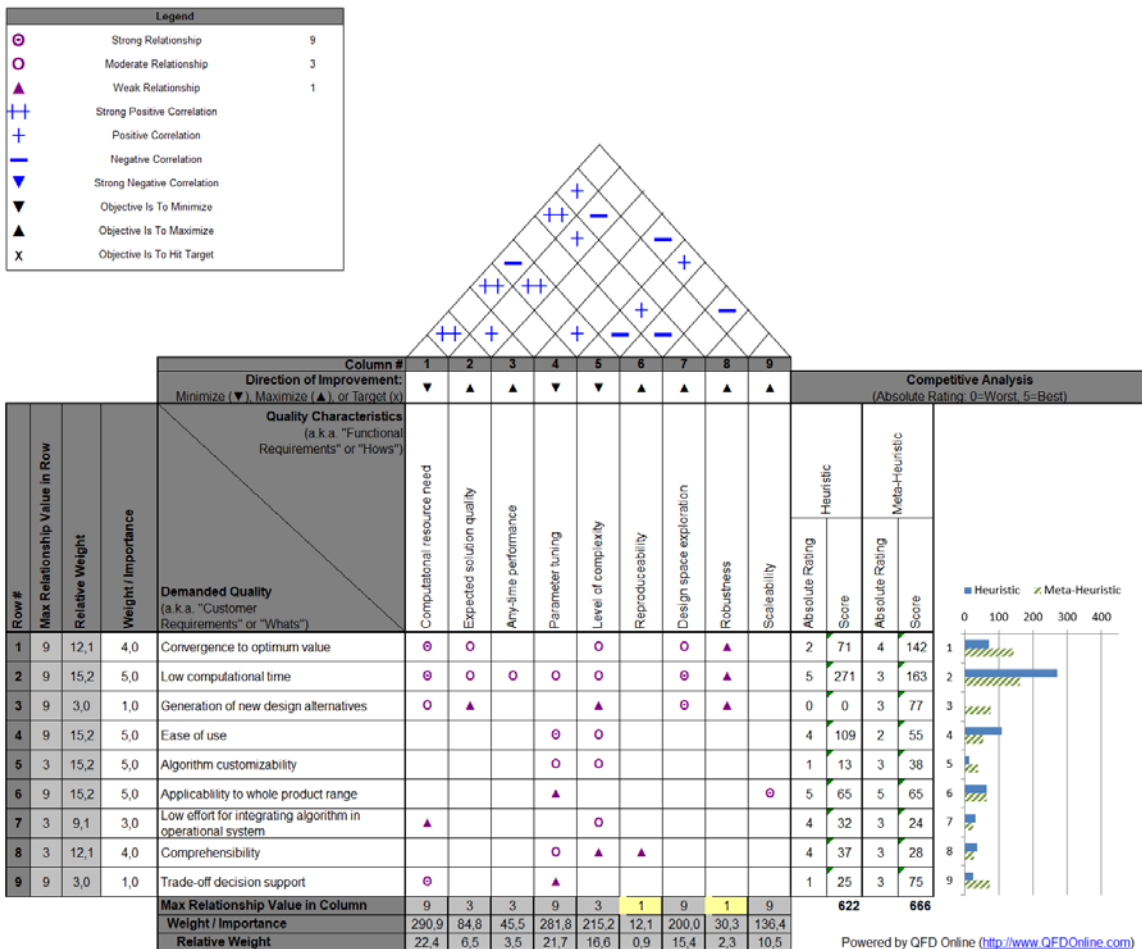 Legend
Strong Relationship 9
Moderate Relationship 3
Weak Relationship 1
Strong Positive Correlation
Positive Correlation
Negative Correlation
Strong Negative Correlation
Objective Is To Minimize
Objective Is To Maximize
X Objective Is To Hit Target
Column # 1 2 3 4 5 6 7 8 9
Direction of Improvement:
Minimize (▼), Maximize (▲), or Target (x)
Competitive Analysis
(Absolute Rating: 0=Worst, 5=Best)
Row #
Max Relationship Value in Row
Relative Weight
Weight / Importance
Quality Characteristics
(a.k.a. "Functional
Requirements" or "Hows")
Demanded Quality
(a.k.a. "Customer
Requirements" or "Whats")
Computational resource need
Expected solution quality
Any-time performance
Parameter tuning
Level of complexity
Reproduceability
Design space exploration
Robustness
Scaleability
Heuristic
Meta-Heuristic
Absolute Rating
Score
Absolute Rating
Score
Heuristic Meta-Heuristic
0 100 200 300 400
1 9 12,1 4,0 Convergence to optimum value 2 71 4 142 1
2 9 15,2 5,0 Low computational time 5 271 3 163 2
3 9 3,0 1,0 Generation of new design alternatives 0 0 3 77 3
4 9 15,2 5,0 Ease of use 4 109 2 55 4
5 3 15,2 5,0 Algorithm customizability 1 13 3 38 5
6 9 15,2 5,0 Applicablility to whole product range 5 65 5 65 6
7 3 9,1 3,0 Low effort for integrating algorithm in
operational system 4 32 3 24 7
8 3 12,1 4,0 Comprehensibility 4 37 3 28 8
9 9 3,0 1,0 Trade-off decision support 1 25 3 75 9
Max Relationship Value in Column 9 3 3 9 3 1 9 1 9 622 666
Weight / Importance 290,9 84,8 45,5 281,8 215,2 12,1 200,0 30,3 136,4
Relative Weight 22,4 6,5 3,5 21,7 16,6 0,9 15,4 2,3 10,5
Powered by QFD Online (http://www.QFDOnline.com)